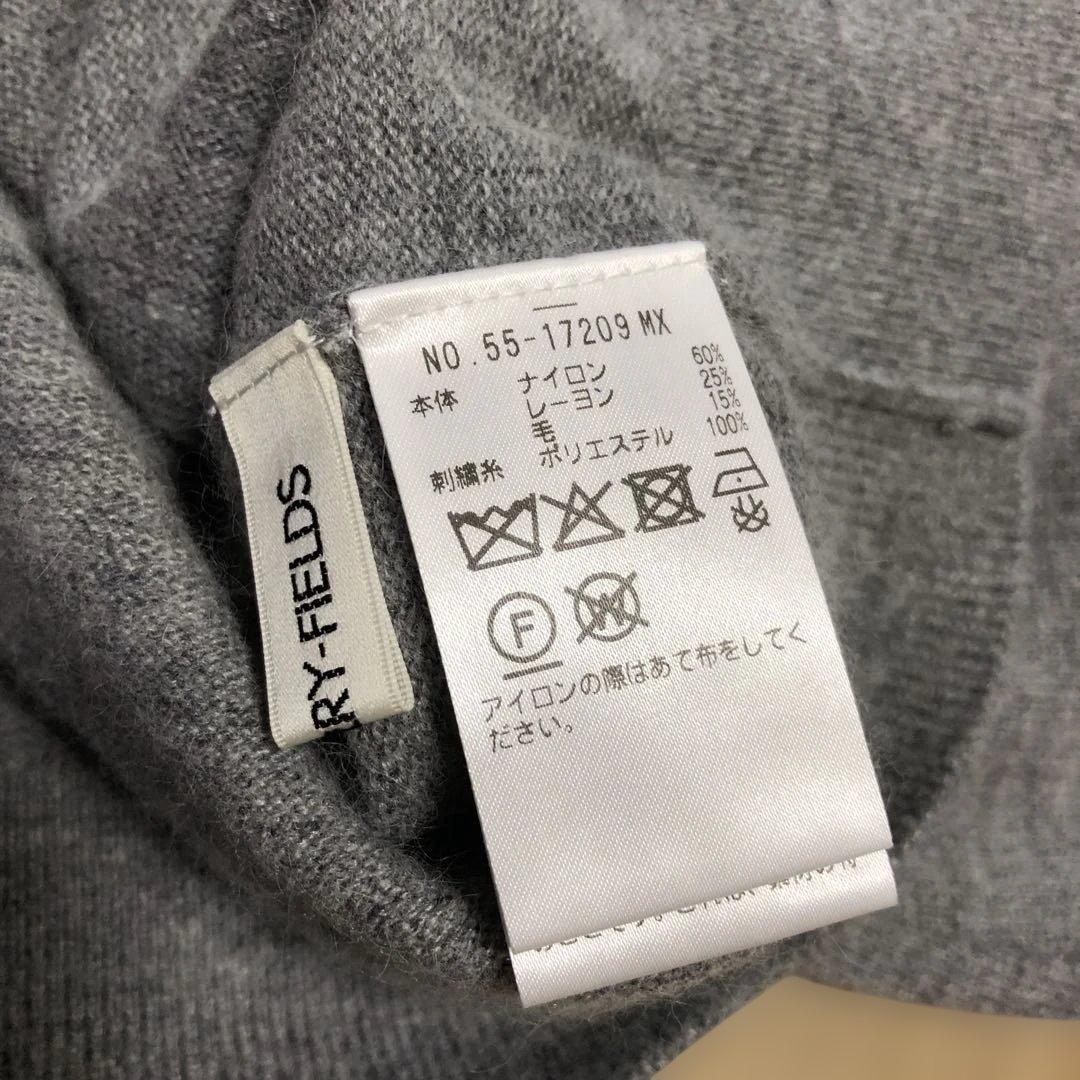 NO.55-17209 MX
本体 ナイロン 60%
レーヨン 25%
毛 15%
刺繍糸 ポリエステル 100%
F W
アイロンの際はあて布をしてく
ださい。
RY-FIELDS